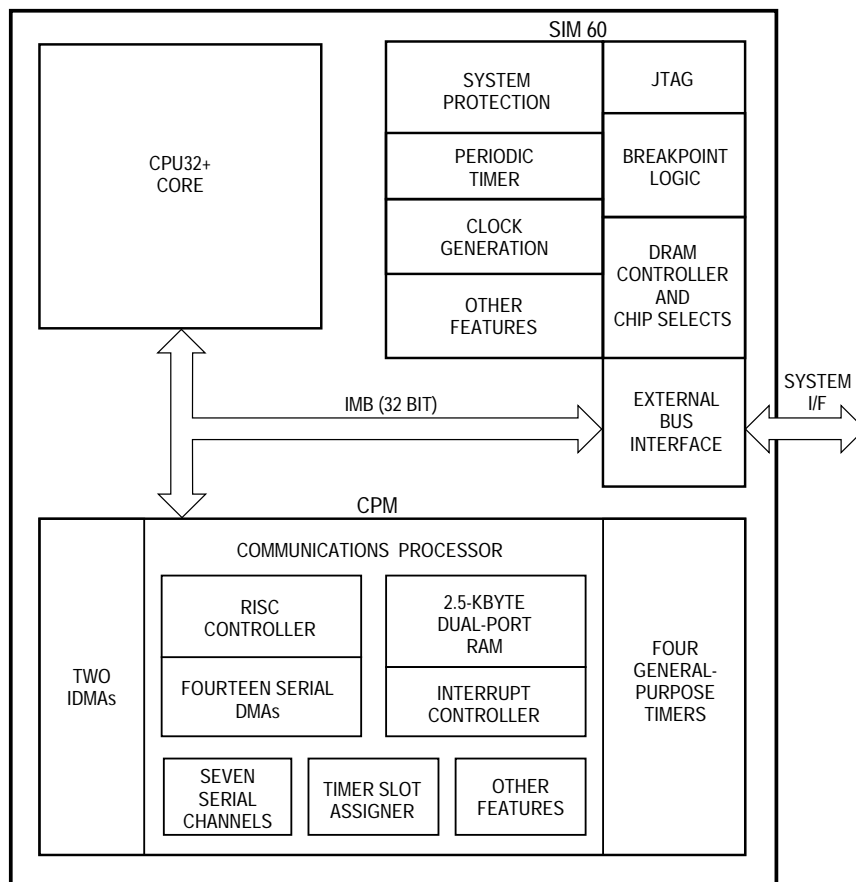 SIM 60
CPU32+
CORE
SYSTEM
PROTECTION
PERIODIC
TIMER
CLOCK
GENERATION
OTHER
FEATURES
JTAG
BREAKPOINT
LOGIC
DRAM
CONTROLLER
AND
CHIP SELECTS
EXTERNAL
BUS
INTERFACE
SYSTEM
I/F
IMB (32 BIT)
CPM
TWO
IDMAs
COMMUNICATIONS PROCESSOR
RISC
CONTROLLER
FOURTEEN SERIAL
DMAs
2.5-KBYTE
DUAL-PORT
RAM
INTERRUPT
CONTROLLER
SEVEN
SERIAL
CHANNELS
TIMER SLOT
ASSIGNER
OTHER
FEATURES
FOUR
GENERAL-
PURPOSE
TIMERS